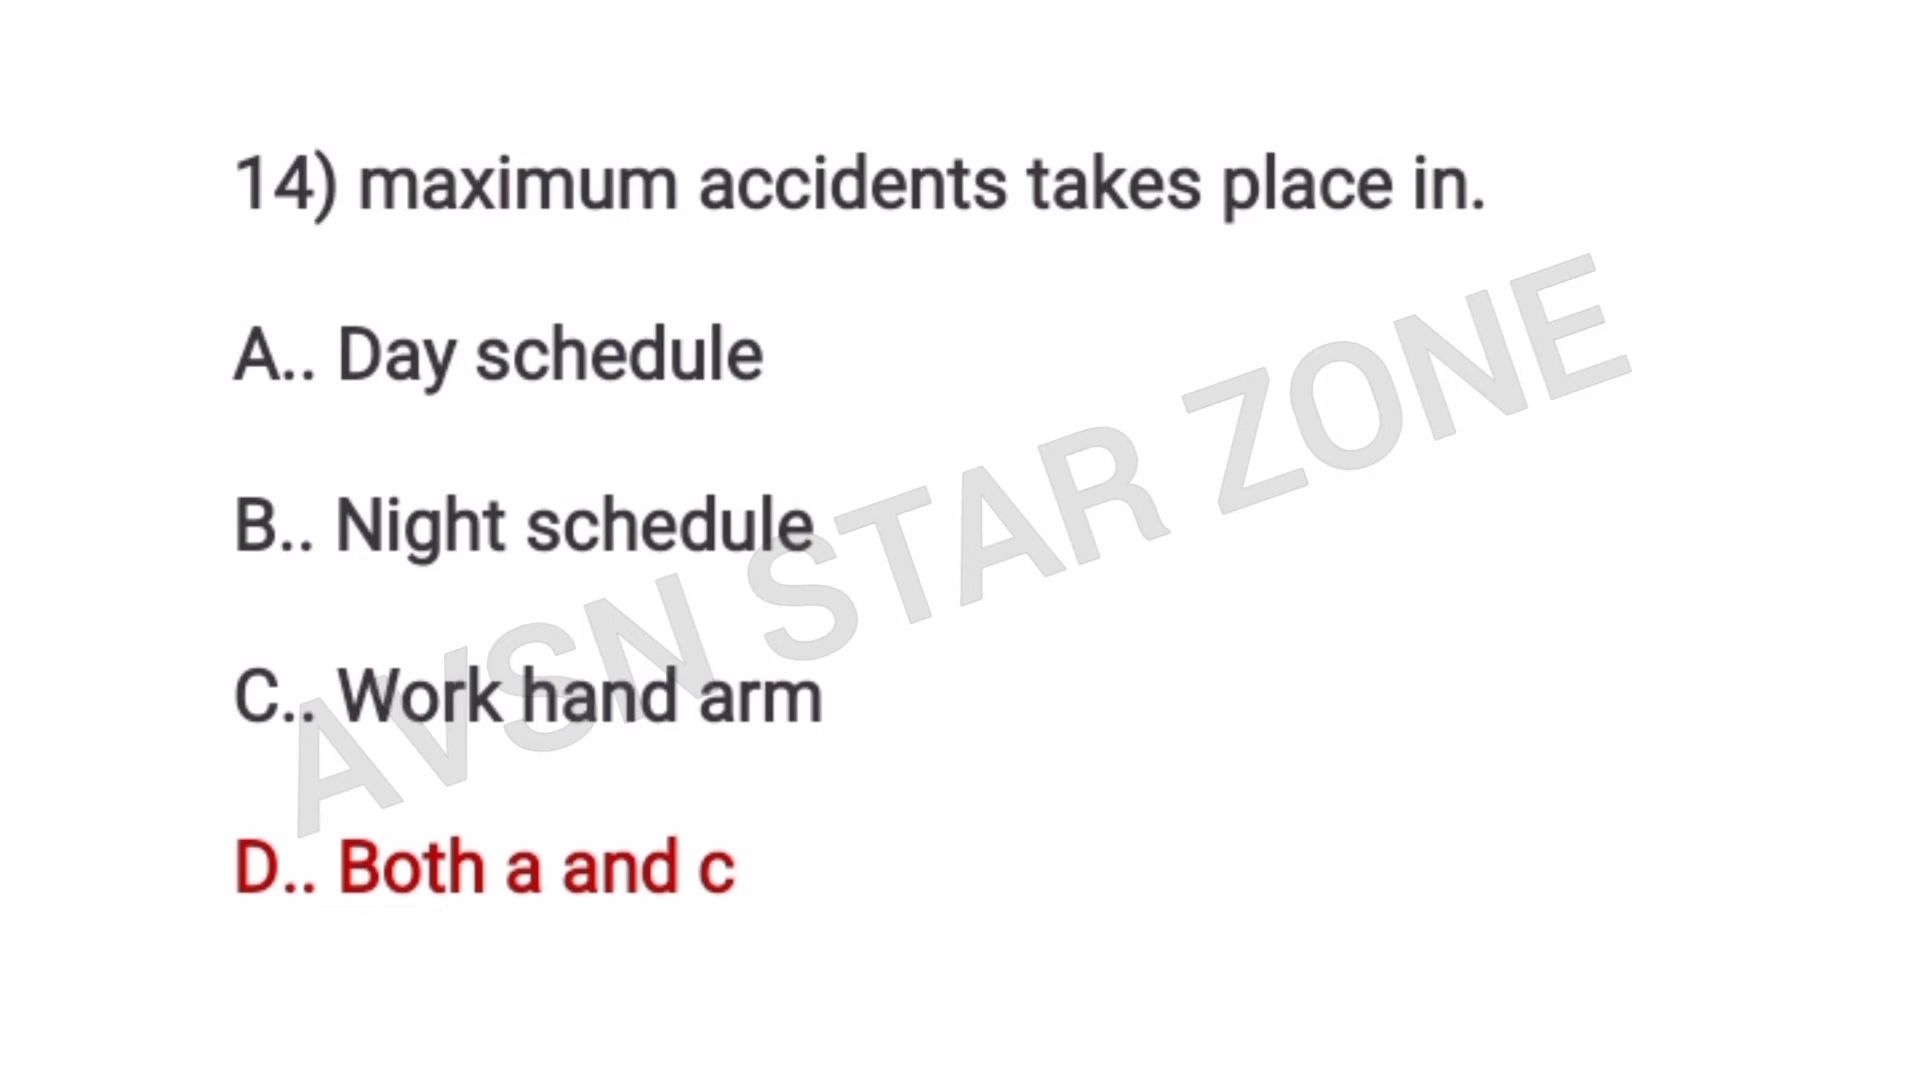 14) maximum accidents takes place in.
A.. Day schedule
B.. Night schedule
C.. Work hand arm
D.. Both a and c
AVSN STAR ZONE